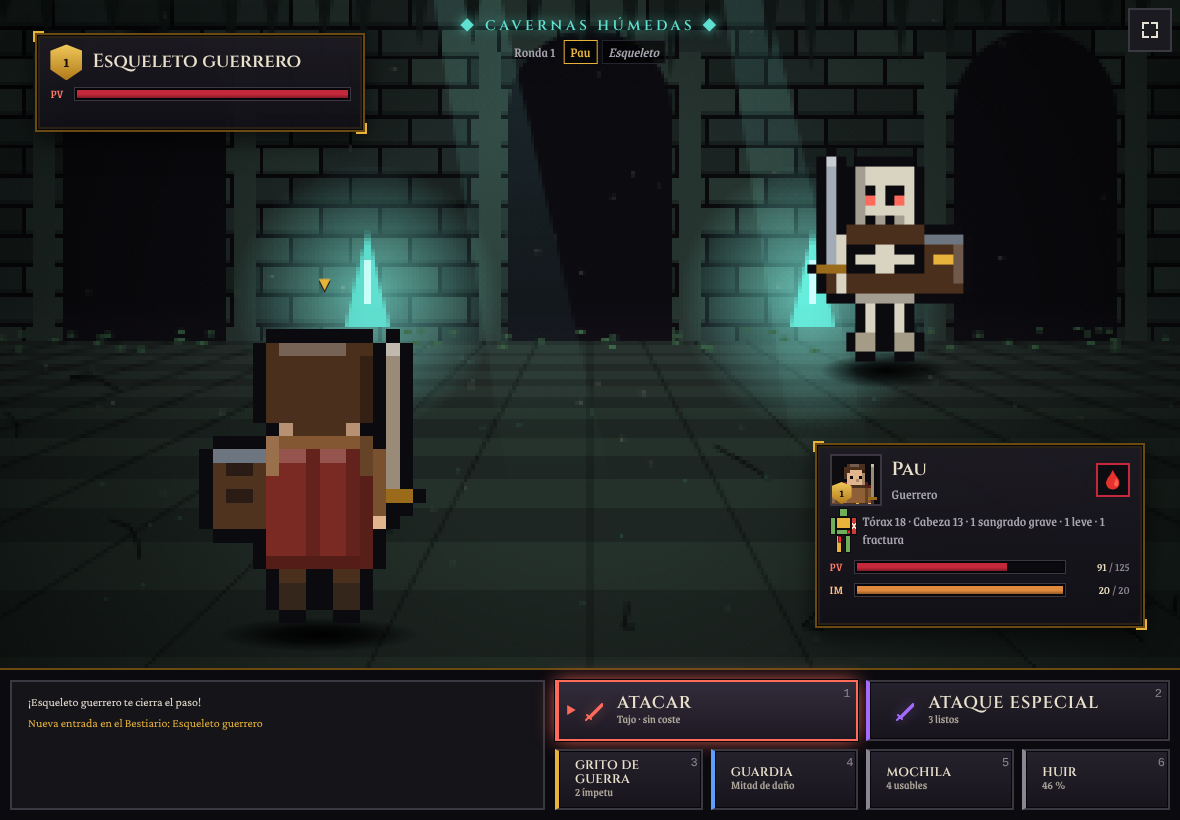 CAVERNAS HÚMEDAS
Ronda 1 Pau Esqueleto
1 ESQUELETO GUERRERO
PV
PAU
1 Guerrero
Tórax 18 · Cabeza 13 · 1 sangrado grave · 1 leve · 1
fractura
PV 91 / 125
IM 20 / 20
¡Esqueleto guerrero te cierra el paso!
Nueva entrada en el Bestiario: Esqueleto guerrero
ATACAR 1
Tajo · sin coste
ATAQUE ESPECIAL 2
3 listos
GRITO DE 3
GUERRA
2 ímpetu
GUARDIA 4
Mitad de daño
MOCHILA 5
4 usables
HUIR 6
46 %